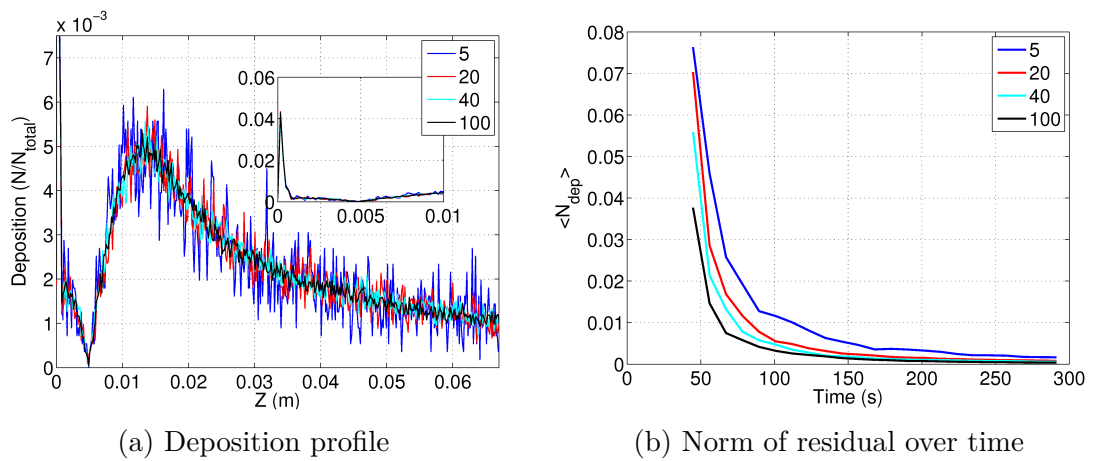 x 10⁻³
7
6
5
4
3
2
1
0
0 0.01 0.02 0.03 0.04 0.05 0.06
Z (m)
Deposition (N/N_total)
5
20
40
100
0.06
0.04
0.02
0
0 0.005 0.01
(a) Deposition profile
0.08
0.07
0.06
0.05
0.04
0.03
0.02
0.01
0
0 50 100 150 200 250 300
Time (s)
<N_dep>
5
20
40
100
(b) Norm of residual over time